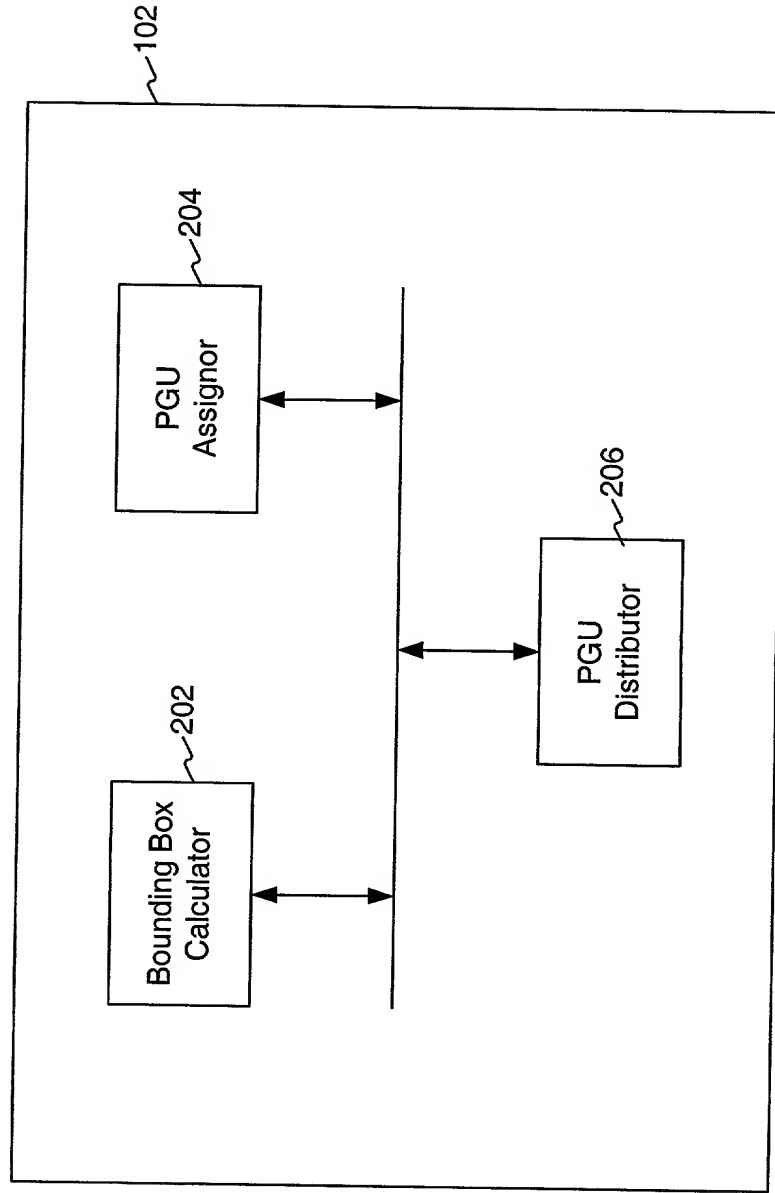 102
202
Bounding Box
Calculator
204
PGU
Assignor
206
PGU
Distributor